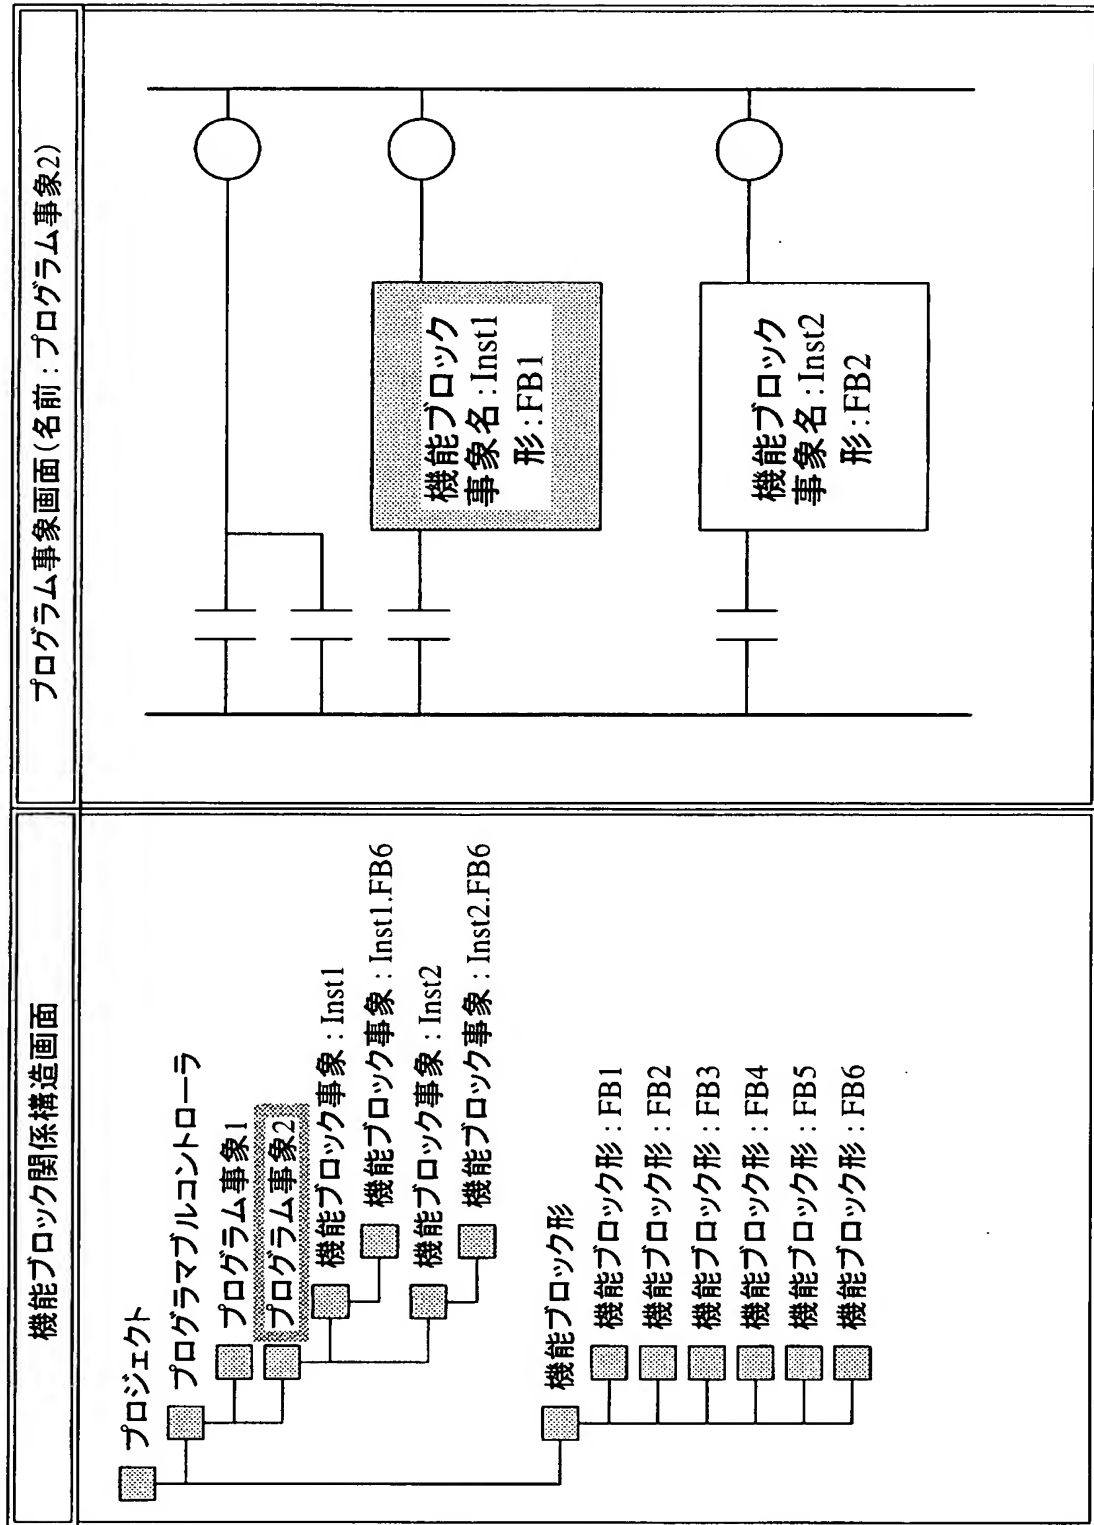 機能ブロック関係構造画面
プロジェクト
プログラマブルコントローラ
プログラム事象1
プログラム事象2
機能ブロック事象:Inst1
機能ブロック事象:Inst1.FB6
機能ブロック事象:Inst2
機能ブロック事象:Inst2.FB6
機能ブロック形
機能ブロック形:FB1
機能ブロック形:FB2
機能ブロック形:FB3
機能ブロック形:FB4
機能ブロック形:FB5
機能ブロック形:FB6
プログラム事象画面(名前:プログラム事象2)
機能ブロック
事象名:Inst1
形:FB1
機能ブロック
事象名:Inst2
形:FB2